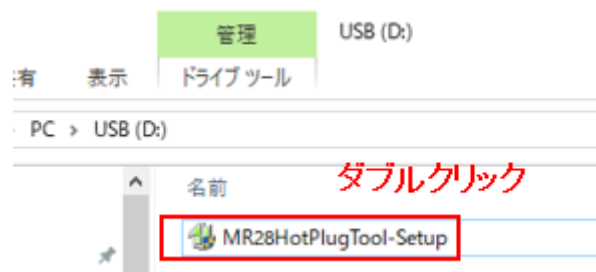 管理 USB (D:)
有 表示 ドライブ ツール
PC > USB (D:)
名前 ダブルクリック
MR28HotPlugTool-Setup